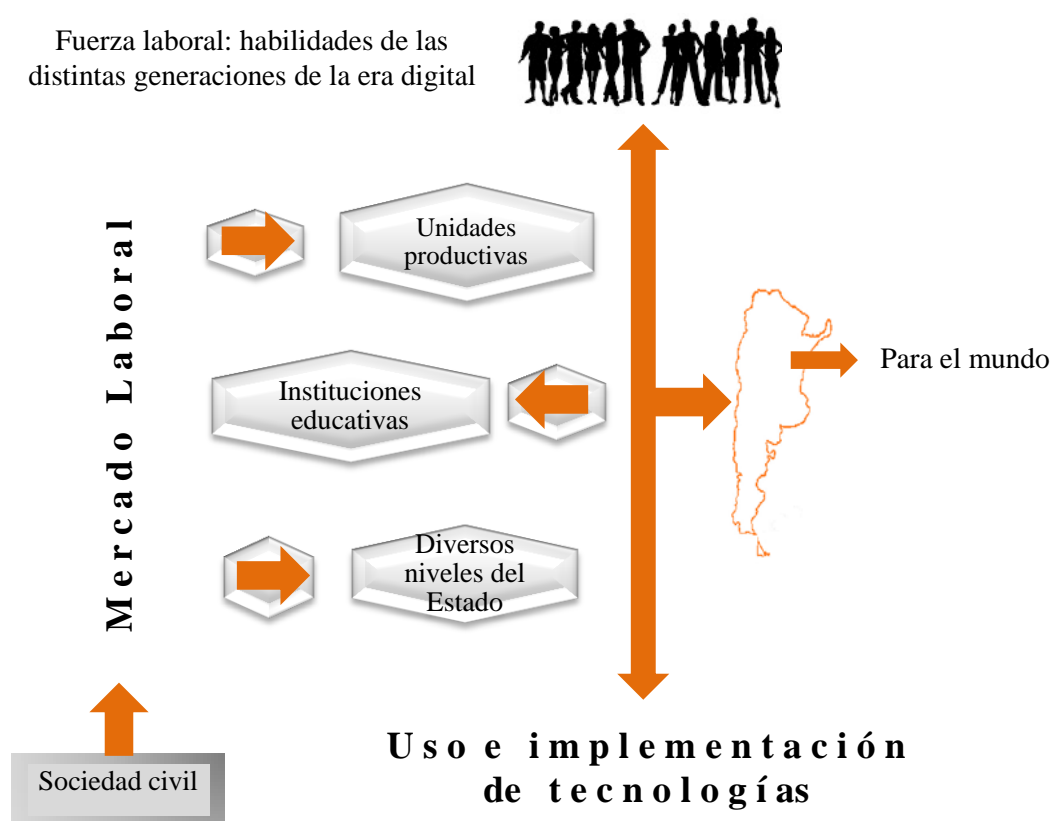 Fuerza laboral: habilidades de las
distintas generaciones de la era digital
Mercado Laboral
Unidades
productivas
Instituciones
educativas
Diversos
niveles del
Estado
Para el mundo
Sociedad civil
Uso e implementación
de tecnologías